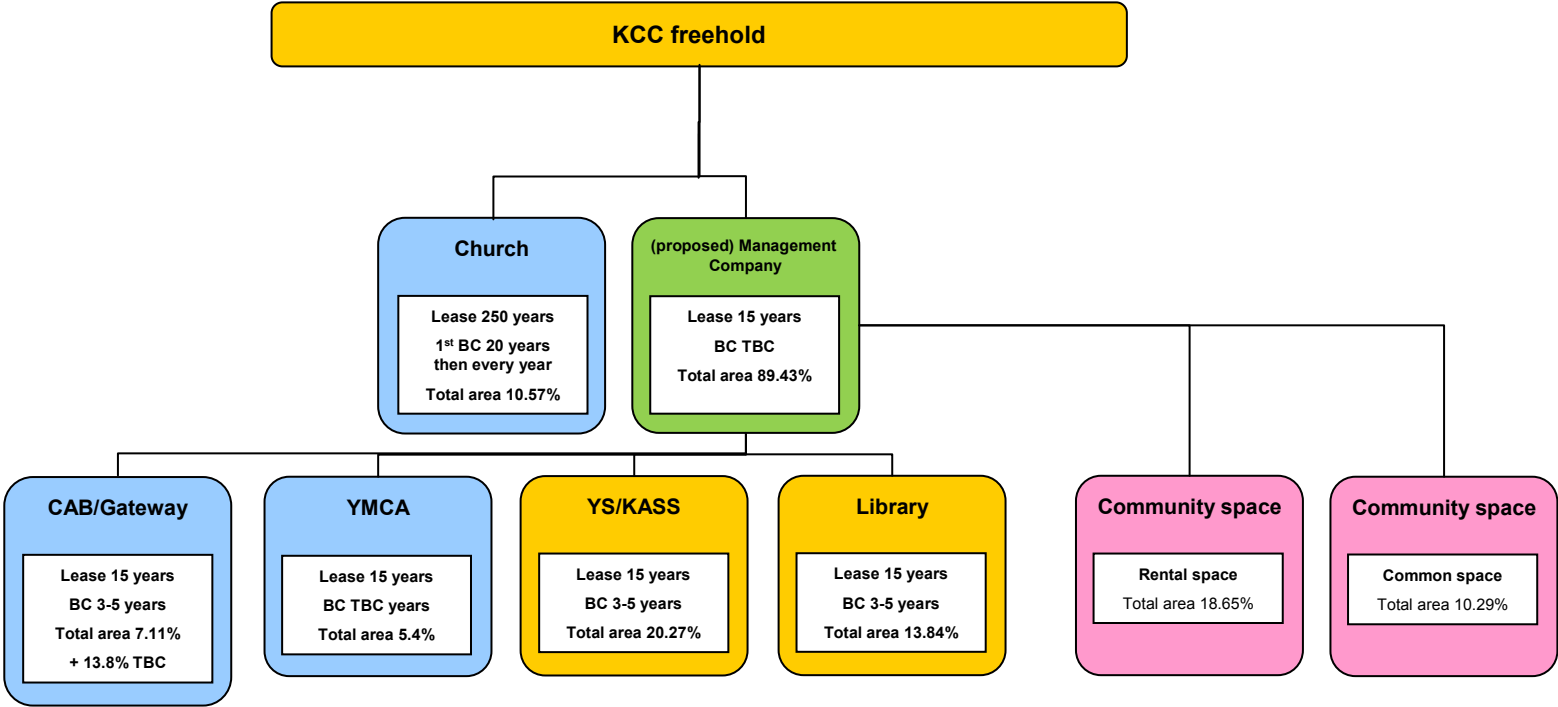 KCC freehold
Church
Lease 250 years
1st BC 20 years
then every year
Total area 10.57%
(proposed) Management
Company
Lease 15 years
BC TBC
Total area 89.43%
CAB/Gateway
Lease 15 years
BC 3-5 years
Total area 7.11%
+ 13.8% TBC
YMCA
Lease 15 years
BC TBC years
Total area 5.4%
YS/KASS
Lease 15 years
BC 3-5 years
Total area 20.27%
Library
Lease 15 years
BC 3-5 years
Total area 13.84%
Community space
Rental space
Total area 18.65%
Community space
Common space
Total area 10.29%